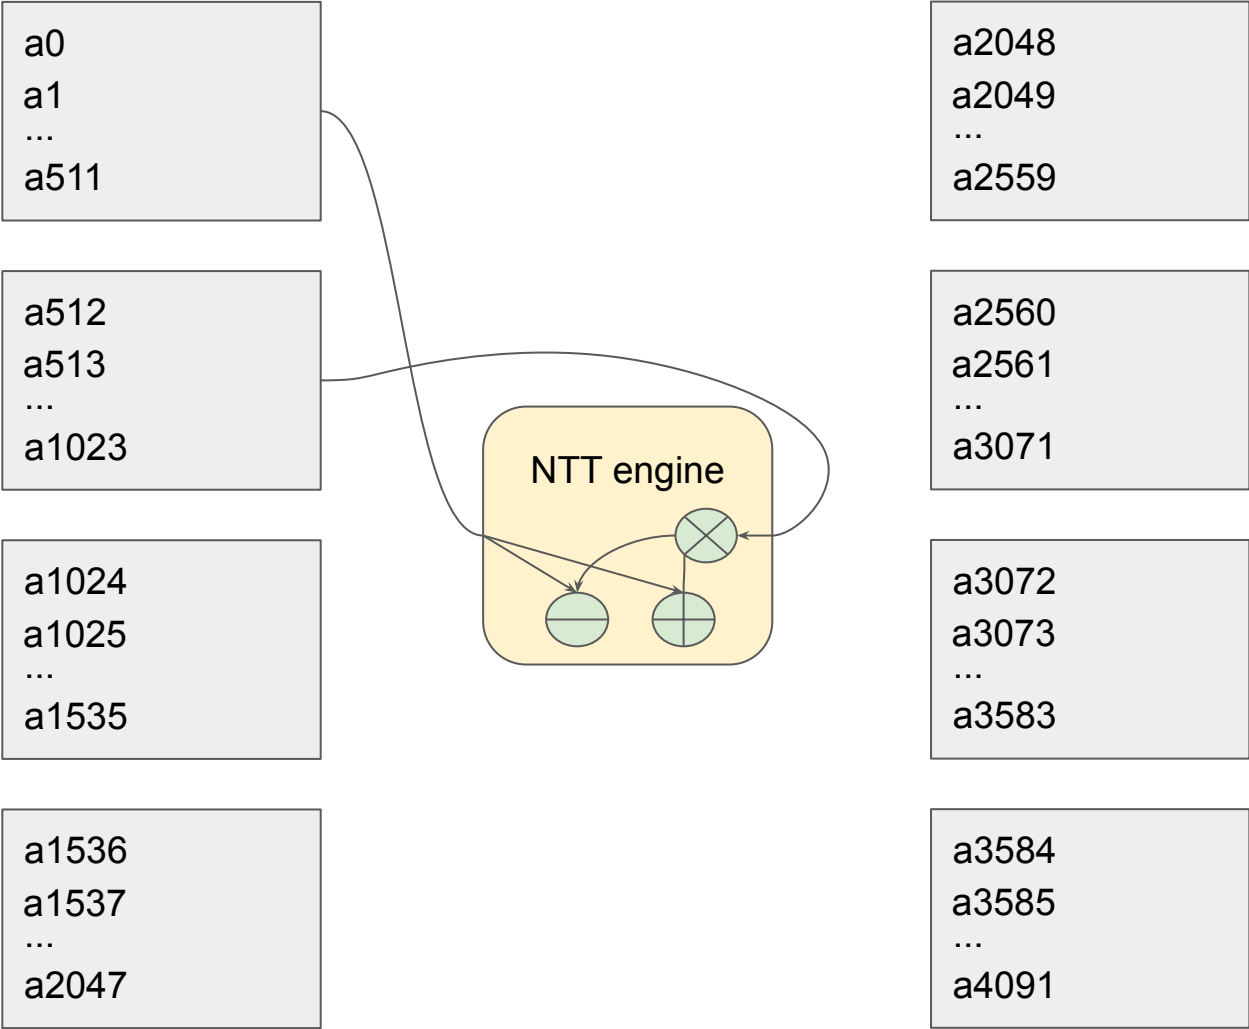 a0
a1
...
a511
a512
a513
...
a1023
a1024
a1025
...
a1535
a1536
a1537
...
a2047
NTT engine
a2048
a2049
...
a2559
a2560
a2561
...
a3071
a3072
a3073
...
a3583
a3584
a3585
...
a4091